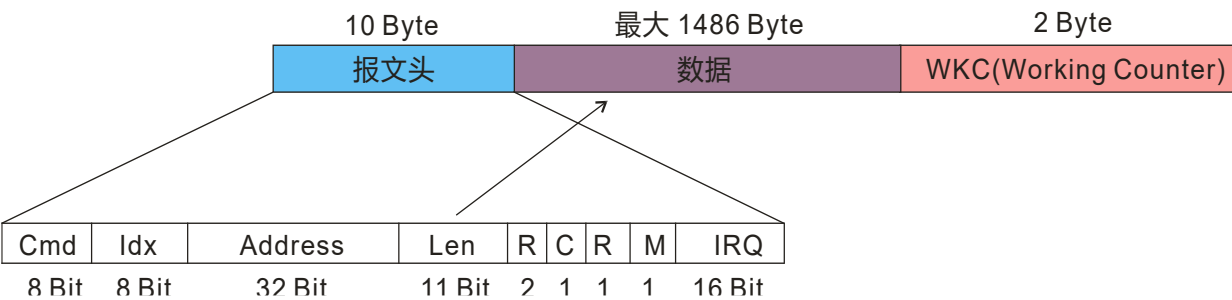 10 Byte 最大 1486 Byte 2 Byte
报文头 数据 WKC(Working Counter)
Cmd Idx Address Len R C R M IRQ
8 Bit 8 Bit 32 Bit 11 Bit 2 1 1 1 16 Bit